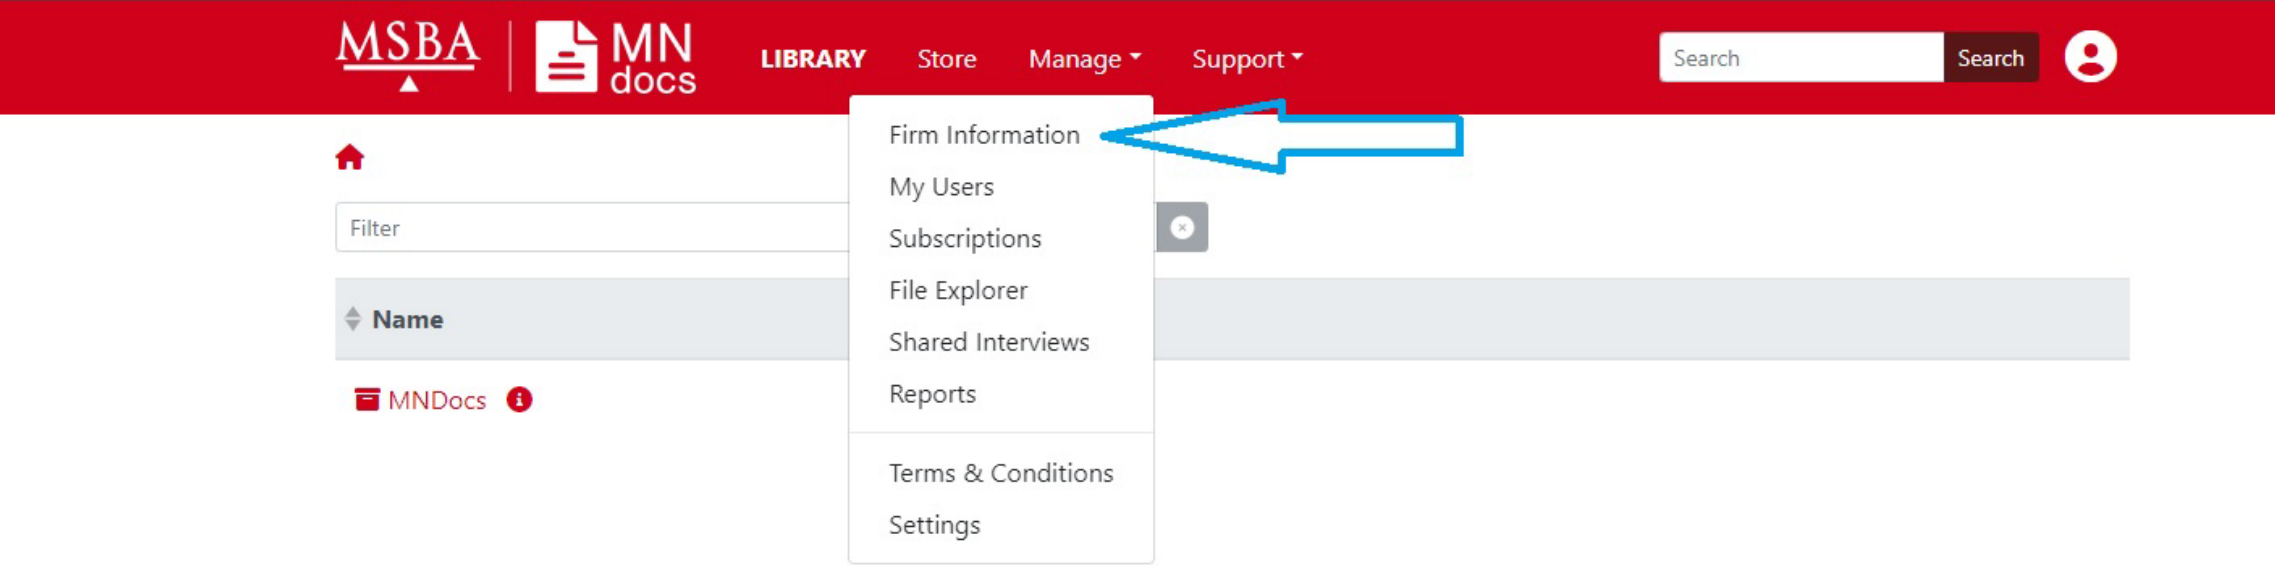 MSBA
MN
docs
LIBRARY
Store
Manage
Support
Search
Search
Firm Information
My Users
Subscriptions
File Explorer
Shared Interviews
Reports
Terms & Conditions
Settings
Filter
Name
MNDocs